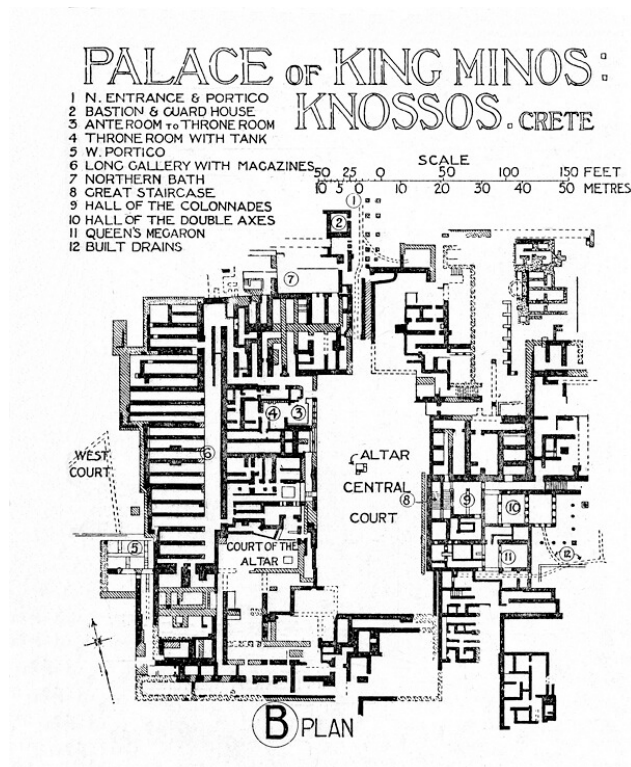 PALACE OF KING MINOS:
KNOSSOS. CRETE
1 N. ENTRANCE & PORTICO
2 BASTION & GUARD HOUSE
3 ANTE ROOM TO THRONE ROOM
4 THRONE ROOM WITH TANK
5 W. PORTICO
6 LONG GALLERY WITH MAGAZINES
7 NORTHERN BATH
8 GREAT STAIRCASE
9 HALL OF THE COLONNADES
10 HALL OF THE DOUBLE AXES
11 QUEEN'S MEGARON
12 BUILT DRAINS
SCALE
50 25 0 50 100 150 FEET
10 5 0 10 20 30 40 50 METRES
1
2
7
4 3
WEST
COURT
6
ALTAR
CENTRAL
COURT
8
9
10
5
COURT OF THE
ALTAR
11
12
B PLAN